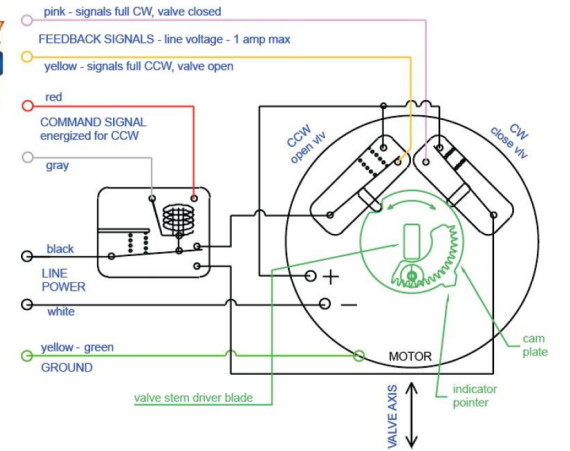 pink - signals full CW, valve closed
FEEDBACK SIGNALS - line voltage - 1 amp max
yellow - signals full CCW, valve open
red
COMMAND SIGNAL
energized for CCW
gray
CCW
open vlv
CW
close vlv
black
LINE
POWER
white
+
−
yellow - green
GROUND
MOTOR
valve stem driver blade
VALVE AXIS
cam
plate
indicator
pointer